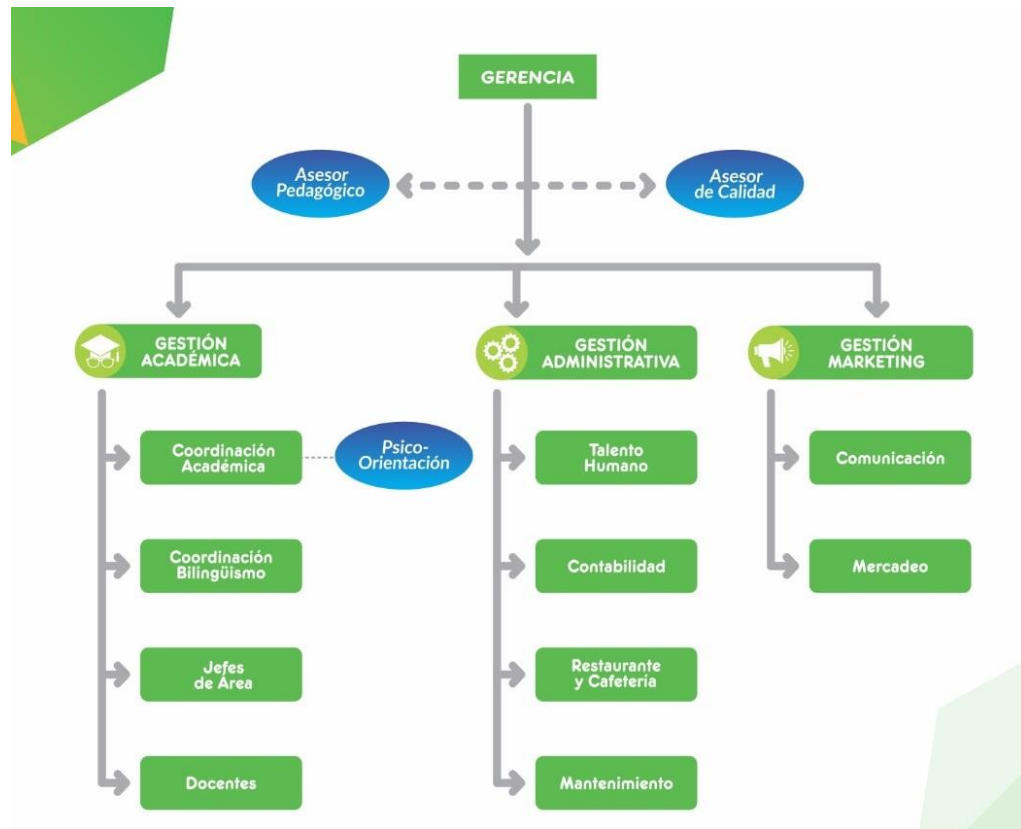 GERENCIA
Asesor
Pedagógico
Asesor
de Calidad
GESTIÓN
ACADÉMICA
GESTIÓN
ADMINISTRATIVA
GESTIÓN
MARKETING
Coordinación
Académica
Psico-
Orientación
Talento
Humano
Comunicación
Coordinación
Bilingüismo
Contabilidad
Mercadeo
Jefes
de Área
Restaurante
y Cafetería
Docentes
Mantenimiento